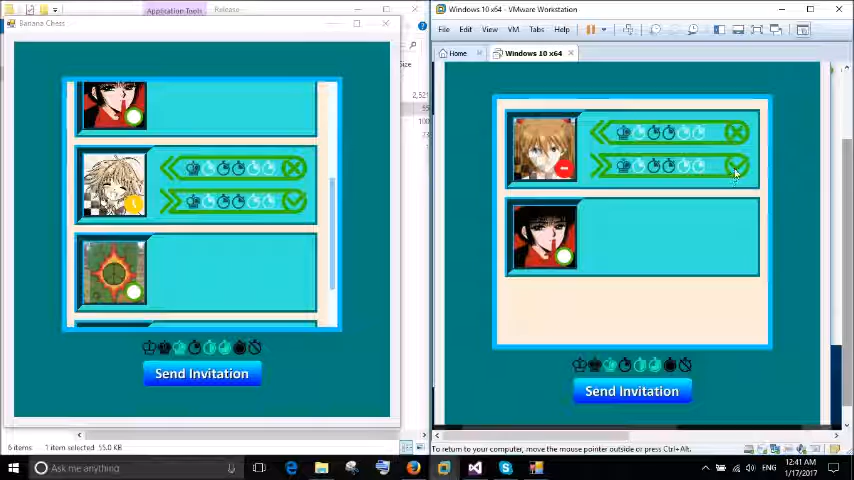 Application Tools
Release
Banana Chess
Send Invitation
6 items
1 item selected 55.0 KB
Ask me anything
Windows 10 x64 - VMware Workstation
File Edit View VM Tabs Help
Home
Windows 10 x64
Send Invitation
To return to your computer, move the mouse pointer outside or press Ctrl+Alt.
ENG
12:41 AM
1/17/2017